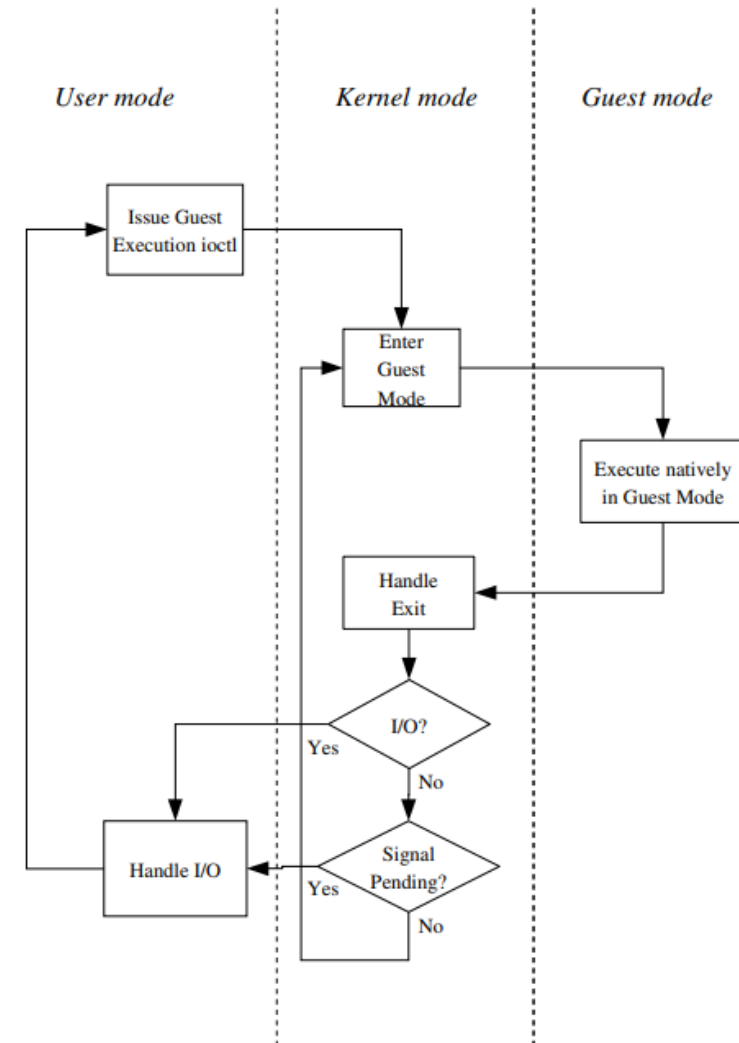 User mode
Kernel mode
Guest mode
Issue Guest
Execution ioctl
Enter
Guest
Mode
Execute natively
in Guest Mode
Handle
Exit
I/O?
Yes
No
Handle I/O
Signal
Pending?
Yes
No